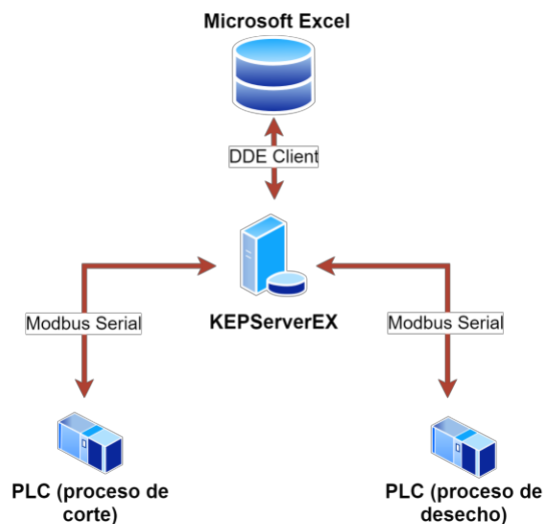 Microsoft Excel
DDE Client
KEPServerEX
Modbus Serial
Modbus Serial
PLC (proceso de
corte)
PLC (proceso de
desecho)